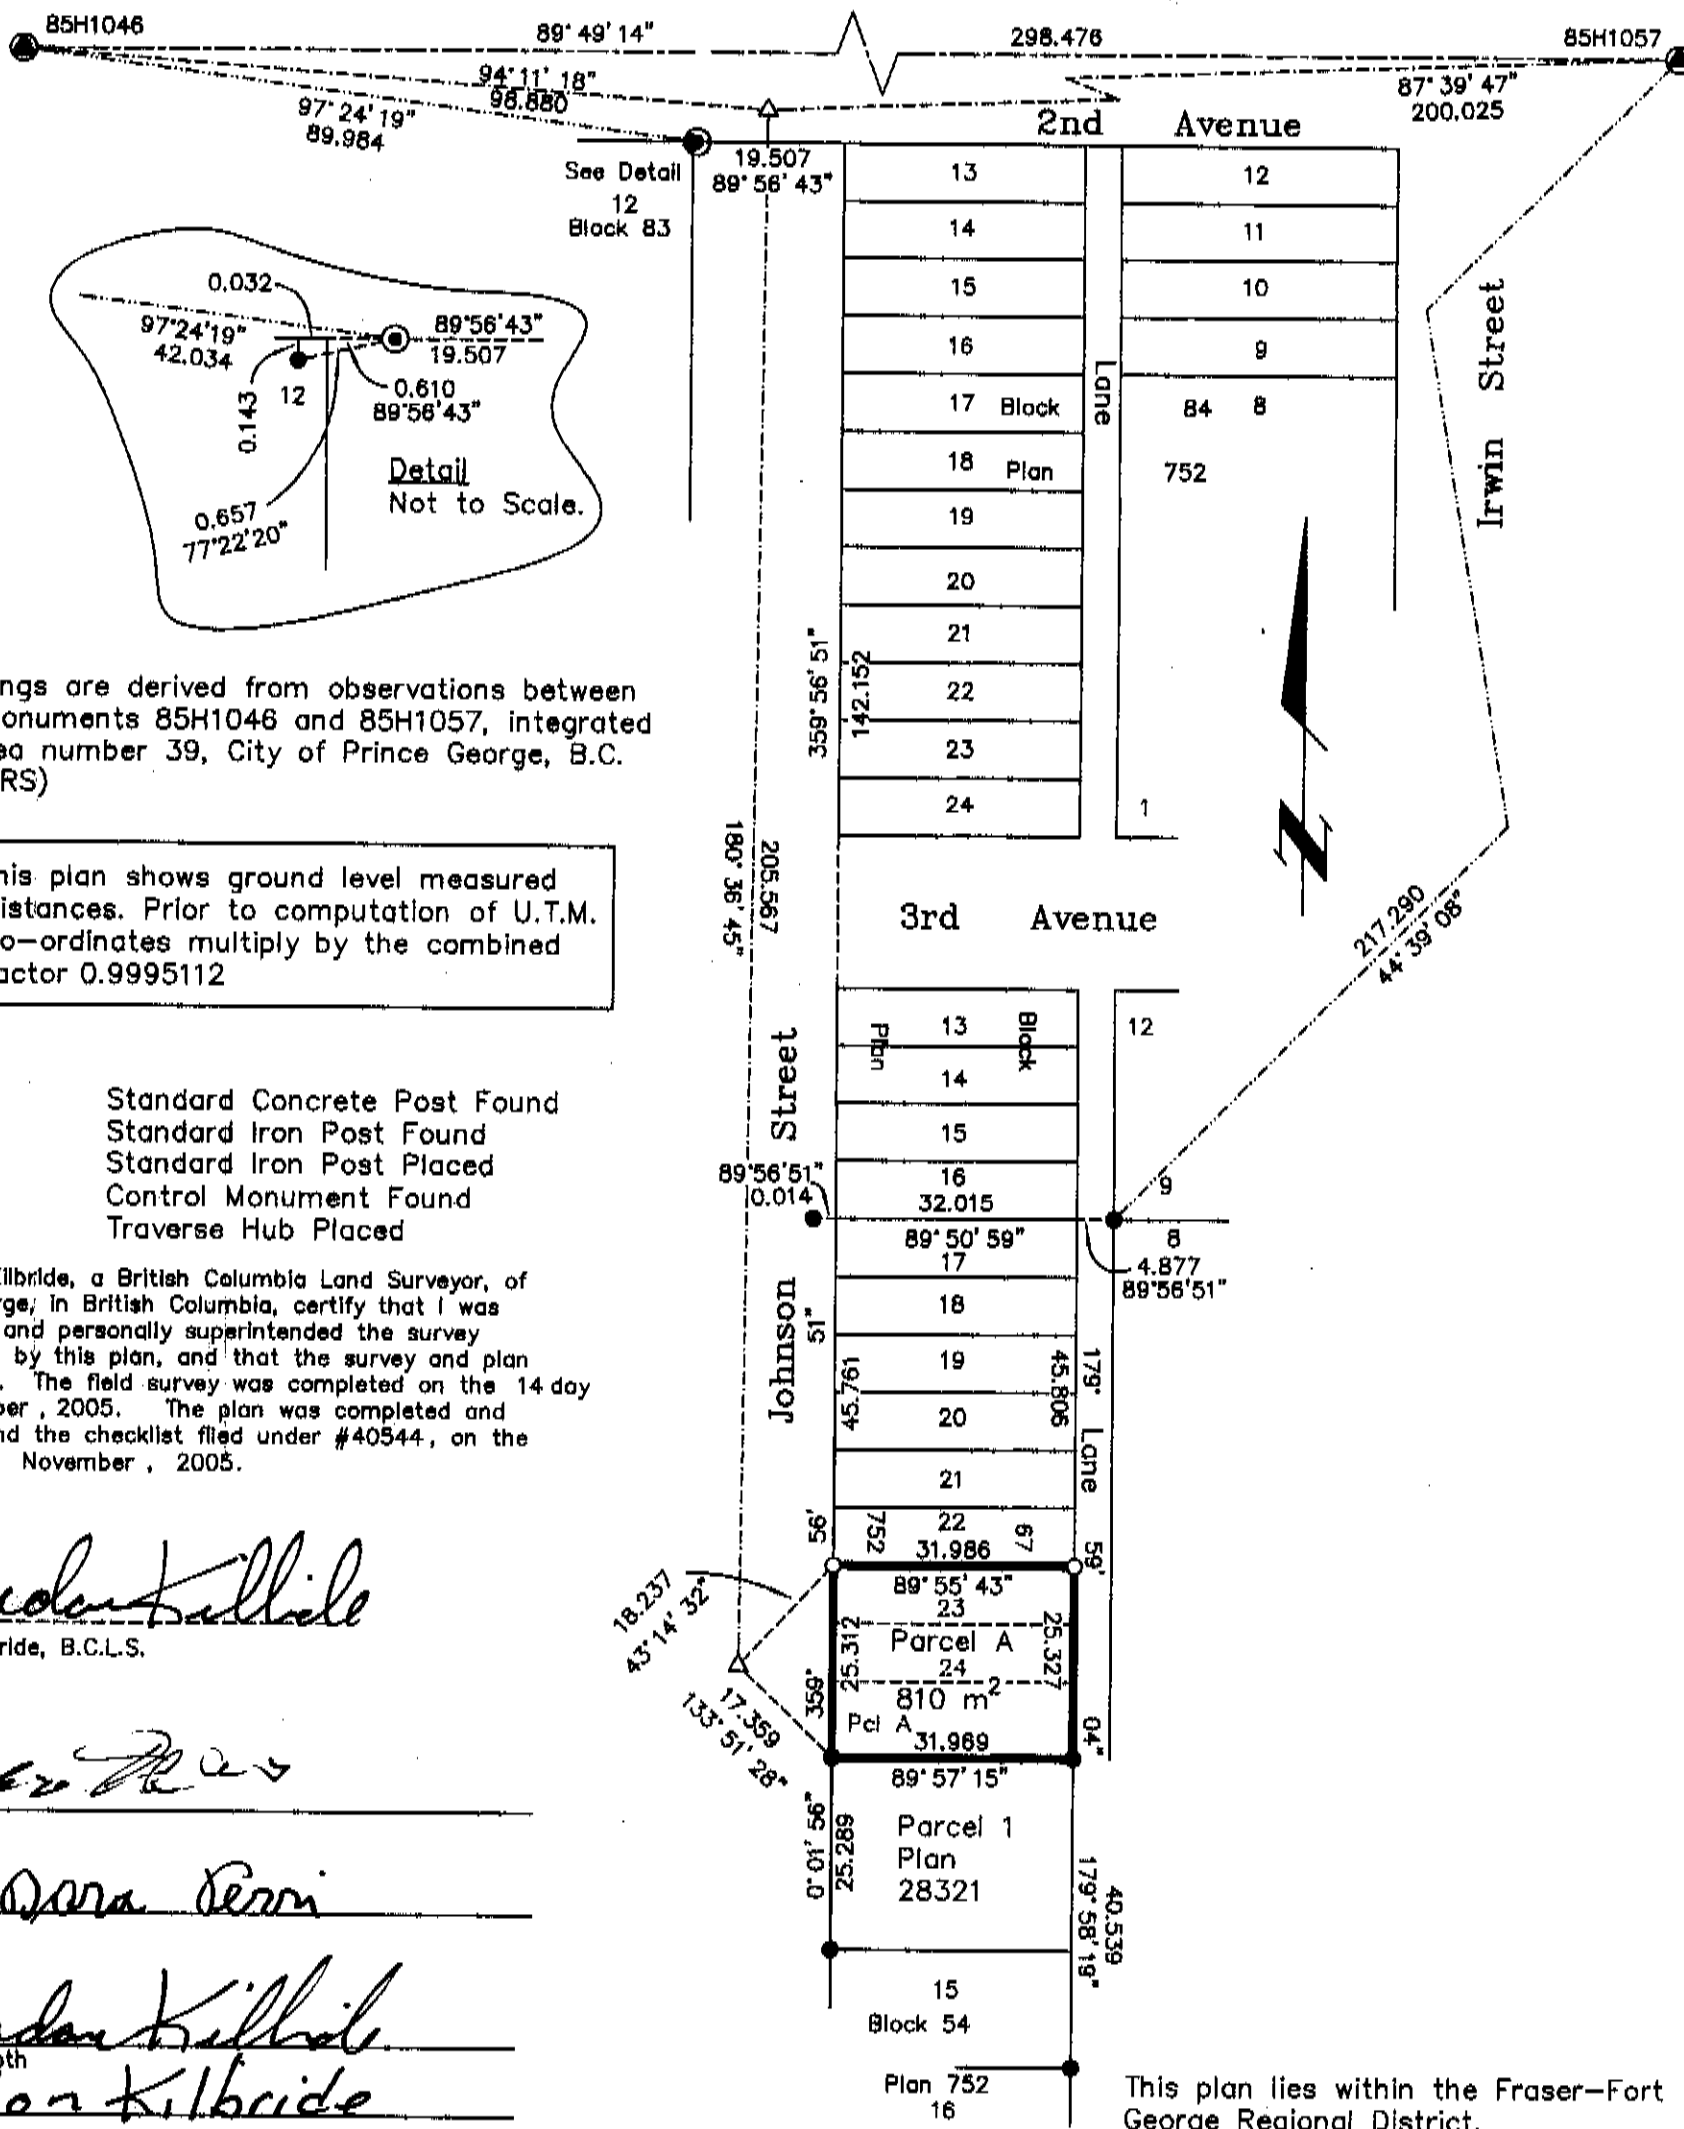 85H1046
89°49'14"
298.476
85H1057
94°11'18"
98.880
97°24'19"
89.984
87°39'47"
200.025
2nd Avenue
See Detail
12
Block 83
19.507
89°56'43"
13
14
15
16
17 Block
18 Plan
19
20
21
22
23
24
12
11
10
9
84 8
752
1
Lane
Irwin Street
0.032
97°24'19"
42.034
89°56'43"
19.507
0.610
89°56'43"
0.143
12
0.657
77°22'20"
Detail
Not to Scale.
359°56'51"
142.152
205.567
180°36'45"
ngs are derived from observations between
onuments 85H1046 and 85H1057, integrated
ea number 39, City of Prince George, B.C.
RS)
his plan shows ground level measured
istances. Prior to computation of U.T.M.
o-ordinates multiply by the combined
actor 0.9995112
3rd Avenue
217.290
44°39'08"
Standard Concrete Post Found
Standard Iron Post Found
Standard Iron Post Placed
Control Monument Found
Traverse Hub Placed
Johnson Street
Plan
13
Block
14
15
16
32.015
89°50'59"
17
18
19
20
21
22
31.986
89°55'43"
12
9
8
4.877
89°56'51"
89°56'51"
0.014
51"
45.761
45.806
179°
Lane
56'
752
67
59'
ilbride, a British Columbia Land Surveyor, of
rge, in British Columbia, certify that I was
and personally superintended the survey
by this plan, and that the survey and plan
. The field survey was completed on the 14 day
ber , 2005. The plan was completed and
nd the checklist filed under #40544, on the
November , 2005.
ride, B.C.L.S.
18.237
43°14'32"
23
Parcel A
24
810 m²
Pcl A
31.969
89°57'15"
25.312
25.327
359°
04"
17.359
133°51'28"
0°01'56"
25.289
Parcel 1
Plan
28321
179°58'19"
40.539
15
Block 54
Plan 752
16
Dara
Kilbride
This plan lies within the Fraser-Fort
George Regional District.